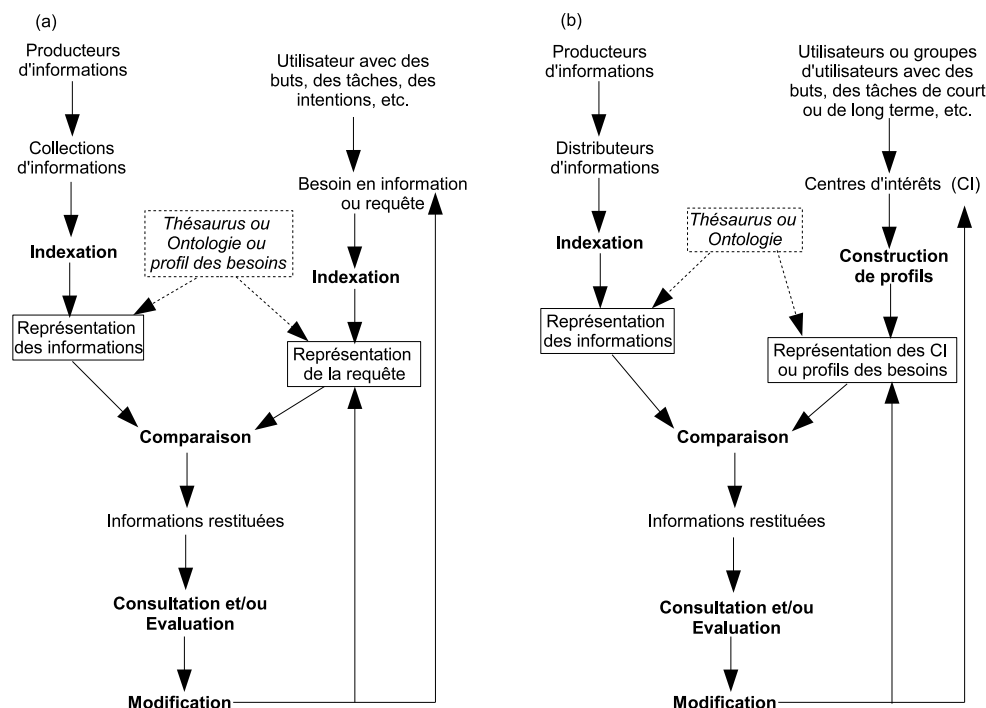 (a)
Producteurs
d'informations
Utilisateur avec des
buts, des tâches, des
intentions, etc.
Collections
d'informations
Besoin en information
ou requête
Thésaurus ou
Ontologie ou
profil des besoins
Indexation
Indexation
Représentation
des informations
Représentation
de la requête
Comparaison
Informations restituées
Consultation et/ou
Evaluation
Modification
(b)
Producteurs
d'informations
Utilisateurs ou groupes
d'utilisateurs avec des
buts, des tâches de court
ou de long terme, etc.
Distributeurs
d'informations
Centres d'intérêts (CI)
Thésaurus ou
Ontologie
Indexation
Construction
de profils
Représentation
des informations
Représentation des CI
ou profils des besoins
Comparaison
Informations restituées
Consultation et/ou
Evaluation
Modification